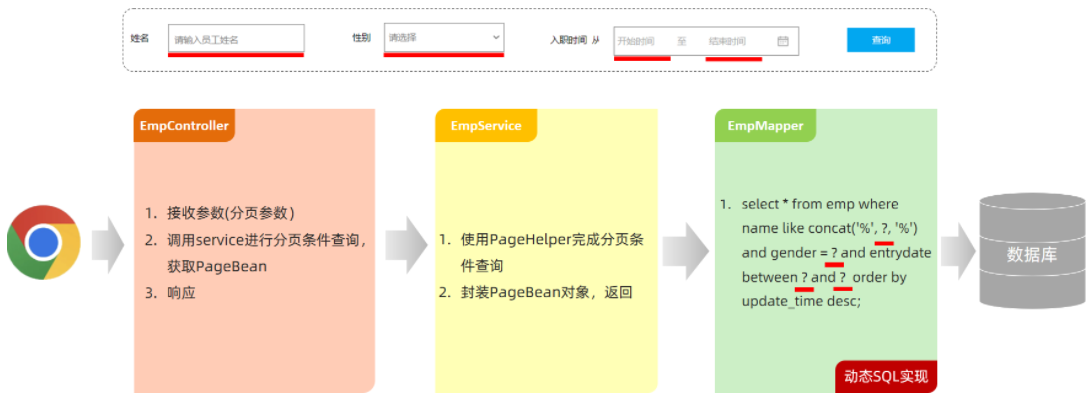 姓名 请输入员工姓名 性别 请选择 入职时间 从 开始时间 至 结束时间 查询
EmpController
1. 接收参数(分页参数)
2. 调用service进行分页条件查询，
获取PageBean
3. 响应
EmpService
1. 使用PageHelper完成分页条
件查询
2. 封装PageBean对象，返回
EmpMapper
1. select * from emp where
name like concat('%', ?, '%')
and gender = ? and entrydate
between ? and ? order by
update_time desc;
动态SQL实现
数据库